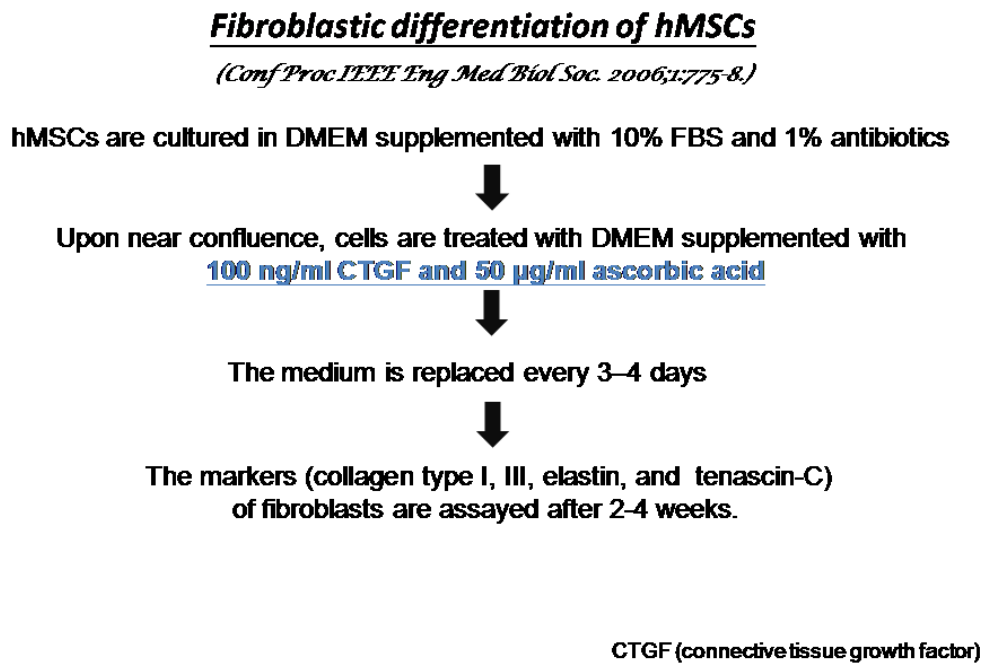 Fibroblastic differentiation of hMSCs
(Conf Proc IEEE Eng Med Biol Soc. 2006;1:775-8.)
hMSCs are cultured in DMEM supplemented with 10% FBS and 1% antibiotics
Upon near confluence, cells are treated with DMEM supplemented with
100 ng/ml CTGF and 50 µg/ml ascorbic acid
The medium is replaced every 3–4 days
The markers (collagen type I, III, elastin, and tenascin-C)
of fibroblasts are assayed after 2-4 weeks.
CTGF (connective tissue growth factor)